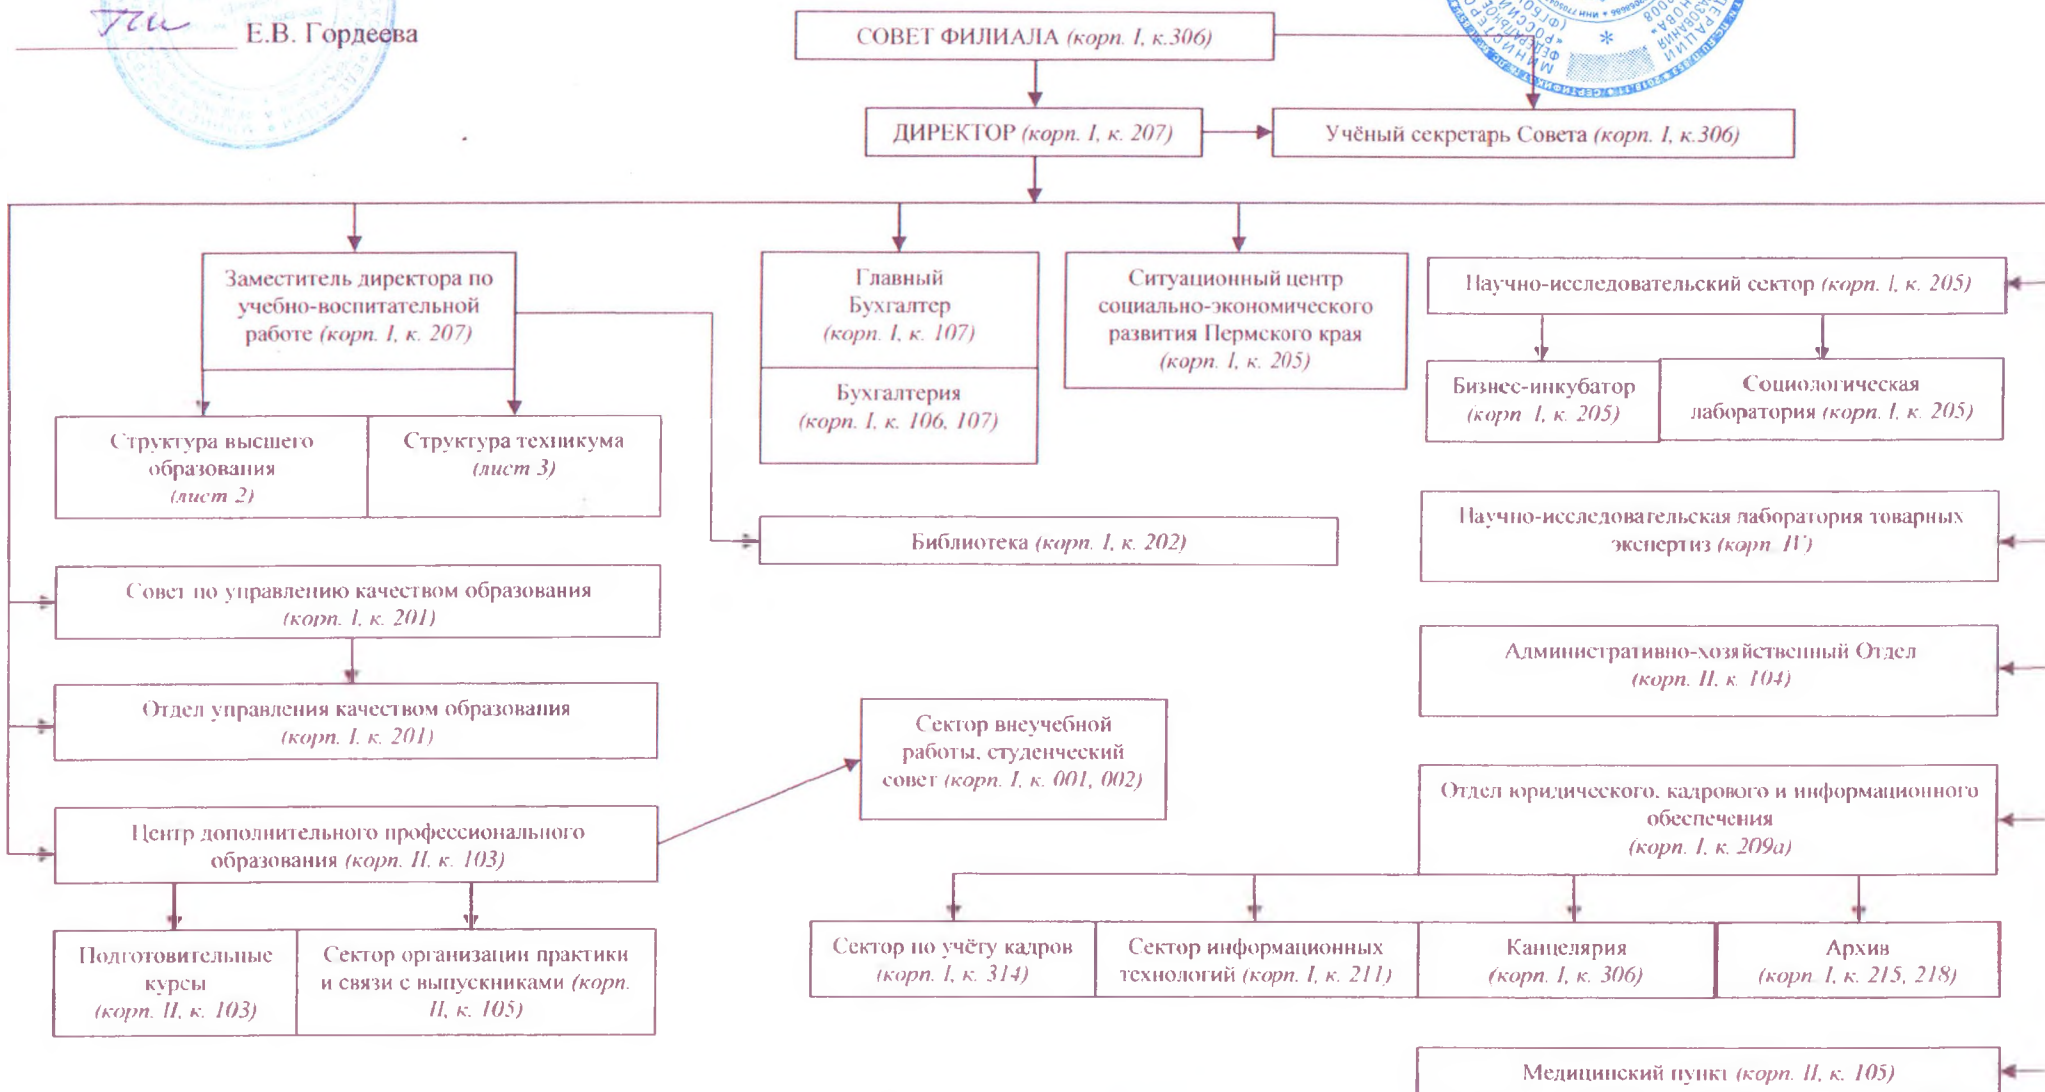 Е.В. Гордеева
СОВЕТ ФИЛИАЛА (корп. I, к.306)
ДИРЕКТОР (корп. I, к. 207)
Учёный секретарь Совета (корп. I, к.306)
Заместитель директора по
учебно-воспитательной
работе (корп. I, к. 207)
Главный
Бухгалтер
(корп. I, к. 107)
Бухгалтерия
(корп. I, к. 106, 107)
Ситуационный центр
социально-экономического
развития Пермского края
(корп. I, к. 205)
Научно-исследовательский сектор (корп. I, к. 205)
Бизнес-инкубатор
(корп I, к. 205)
Социологическая
лаборатория (корп. I, к. 205)
Структура высшего
образования
(лист 2)
Структура техникума
(лист 3)
Библиотека (корп. I, к. 202)
Научно-исследовательская лаборатория товарных
экспертиз (корп IV)
Совет по управлению качеством образования
(корп. I, к. 201)
Административно-хозяйственный Отдел
(корп. II, к. 104)
Отдел управления качеством образования
(корп. I, к. 201)
Сектор внеучебной
работы, студенческий
совет (корп. I, к. 001, 002)
Отдел юридического, кадрового и информационного
обеспечения
(корп. I, к. 209а)
Центр дополнительного профессионального
образования (корп. II, к. 103)
Подготовительные
курсы
(корп. II, к. 103)
Сектор организации практики
и связи с выпускниками (корп.
II, к. 105)
Сектор по учёту кадров
(корп. I, к. 314)
Сектор информационных
технологий (корп. I, к. 211)
Канцелярия
(корп. I, к. 306)
Архив
(корп. I, к. 215, 218)
Медицинский пункт (корп. II, к. 105)